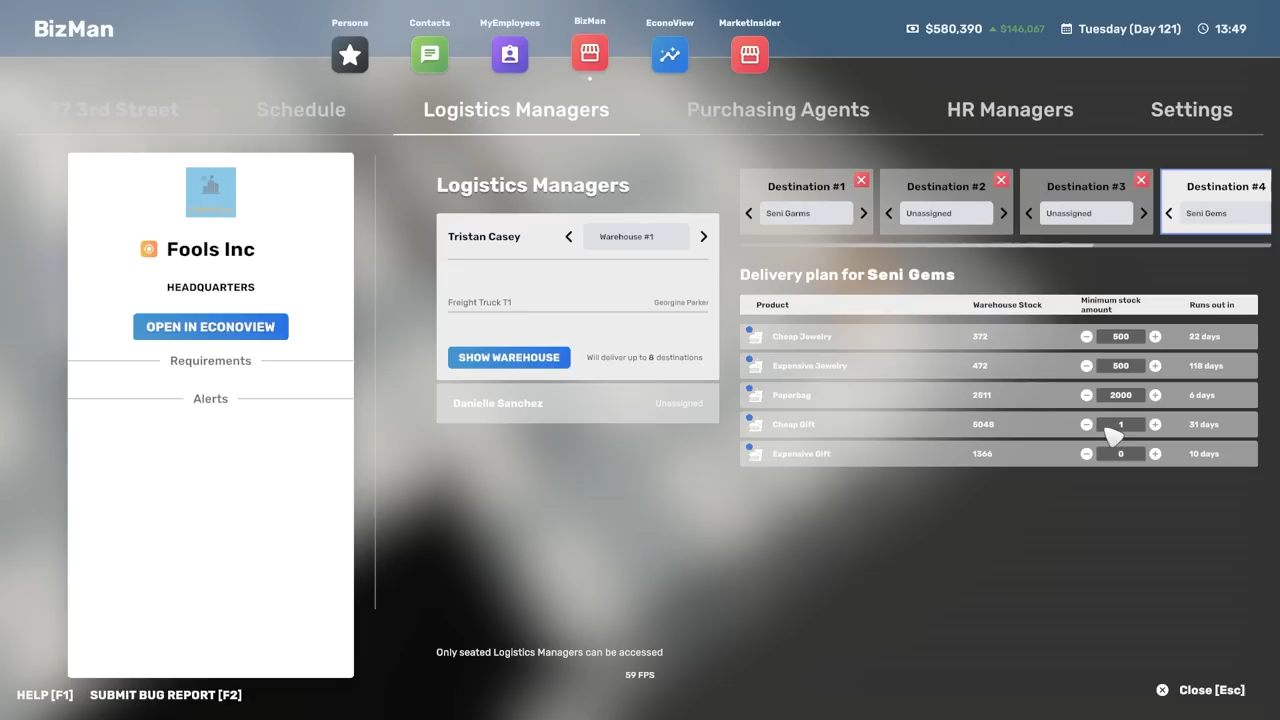 BizMan
Persona
Contacts
MyEmployees
BizMan
EconoView
MarketInsider
$580,390
$146,067
Tuesday (Day 121)
13:49
3rd Street
Schedule
Logistics Managers
Purchasing Agents
HR Managers
Settings
Fools Inc
HEADQUARTERS
OPEN IN ECONOVIEW
Requirements
Alerts
Logistics Managers
Tristan Casey
Warehouse #1
Freight Truck T1
Georgina Parker
SHOW WAREHOUSE
Will deliver up to 8 destinations
Danielle Sanchez
Unassigned
Only seated Logistics Managers can be accessed
Destination #1
Seni Garms
Destination #2
Unassigned
Destination #3
Unassigned
Destination #4
Seni Gems
Delivery plan for Seni Gems
Product
Warehouse Stock
Minimum stock
amount
Runs out in
Cheap Jewelry 372 500 22 days
Expensive Jewelry 472 500 118 days
Paperbag 2511 2000 6 days
Cheap Gift 5048 1 31 days
Expensive Gift 1366 0 10 days
59 FPS
HELP [F1]
SUBMIT BUG REPORT [F2]
Close [Esc]